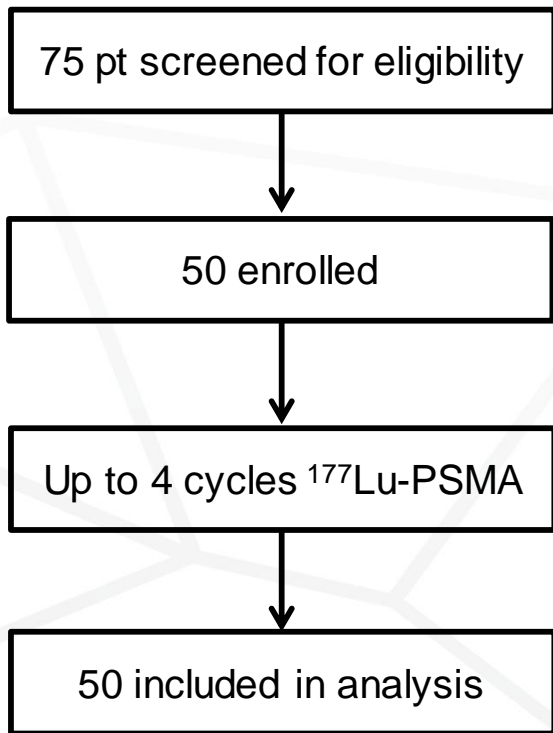 75 pt screened for eligibility
50 enrolled
Up to 4 cycles ¹⁷⁷Lu-PSMA
50 included in analysis